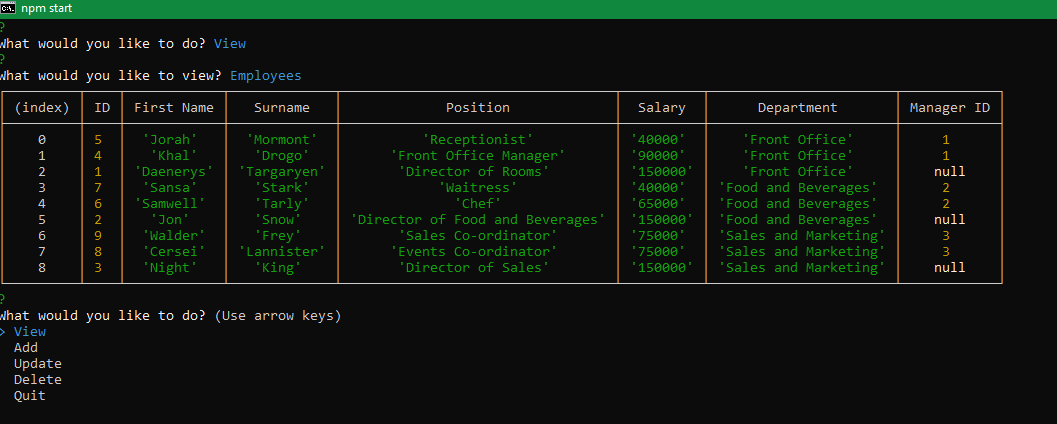 npm start
?
What would you like to do? View
?
What would you like to view? Employees
(index) ID First Name Surname Position Salary Department Manager ID
0 5 'Jorah' 'Mormont' 'Receptionist' '40000' 'Front Office' 1
1 4 'Khal' 'Drogo' 'Front Office Manager' '90000' 'Front Office' 1
2 1 'Daenerys' 'Targaryen' 'Director of Rooms' '150000' 'Front Office' null
3 7 'Sansa' 'Stark' 'Waitress' '40000' 'Food and Beverages' 2
4 6 'Samwell' 'Tarly' 'Chef' '65000' 'Food and Beverages' 2
5 2 'Jon' 'Snow' 'Director of Food and Beverages' '150000' 'Food and Beverages' null
6 9 'Walder' 'Frey' 'Sales Co-ordinator' '75000' 'Sales and Marketing' 3
7 8 'Cersei' 'Lannister' 'Events Co-ordinator' '75000' 'Sales and Marketing' 3
8 3 'Night' 'King' 'Director of Sales' '150000' 'Sales and Marketing' null
?
What would you like to do? (Use arrow keys)
> View
Add
Update
Delete
Quit